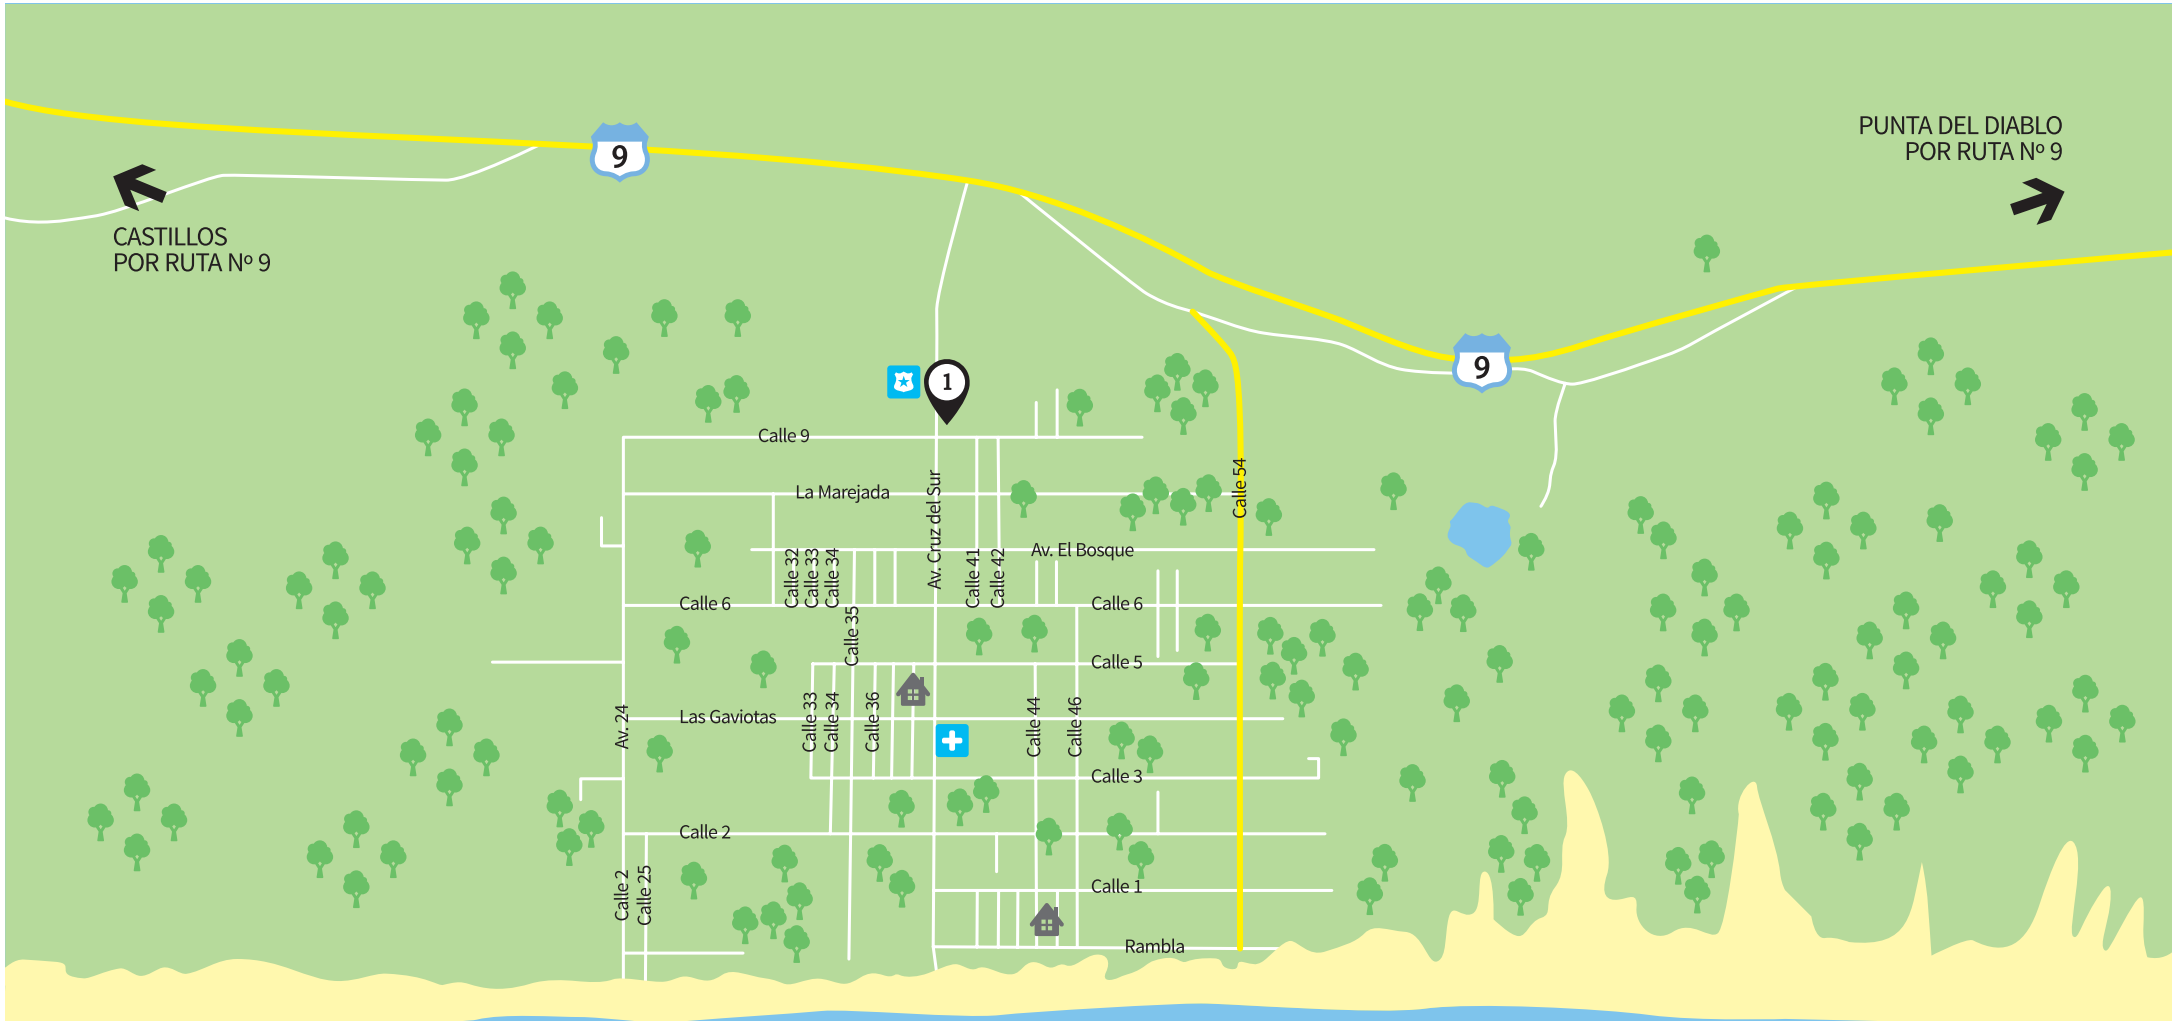 PUNTA DEL DIABLO
POR RUTA Nº 9
9
CASTILLOS
POR RUTA Nº 9
9
1
Calle 9
La Marejada
Av. Cruz del Sur
Calle 54
Av. El Bosque
Calle 32
Calle 33
Calle 34
Calle 41
Calle 42
Calle 6
Calle 6
Calle 35
Calle 5
Av. 24
Las Gaviotas
Calle 33
Calle 34
Calle 36
Calle 44
Calle 46
Calle 3
Calle 2
Calle 2
Calle 25
Calle 1
Rambla